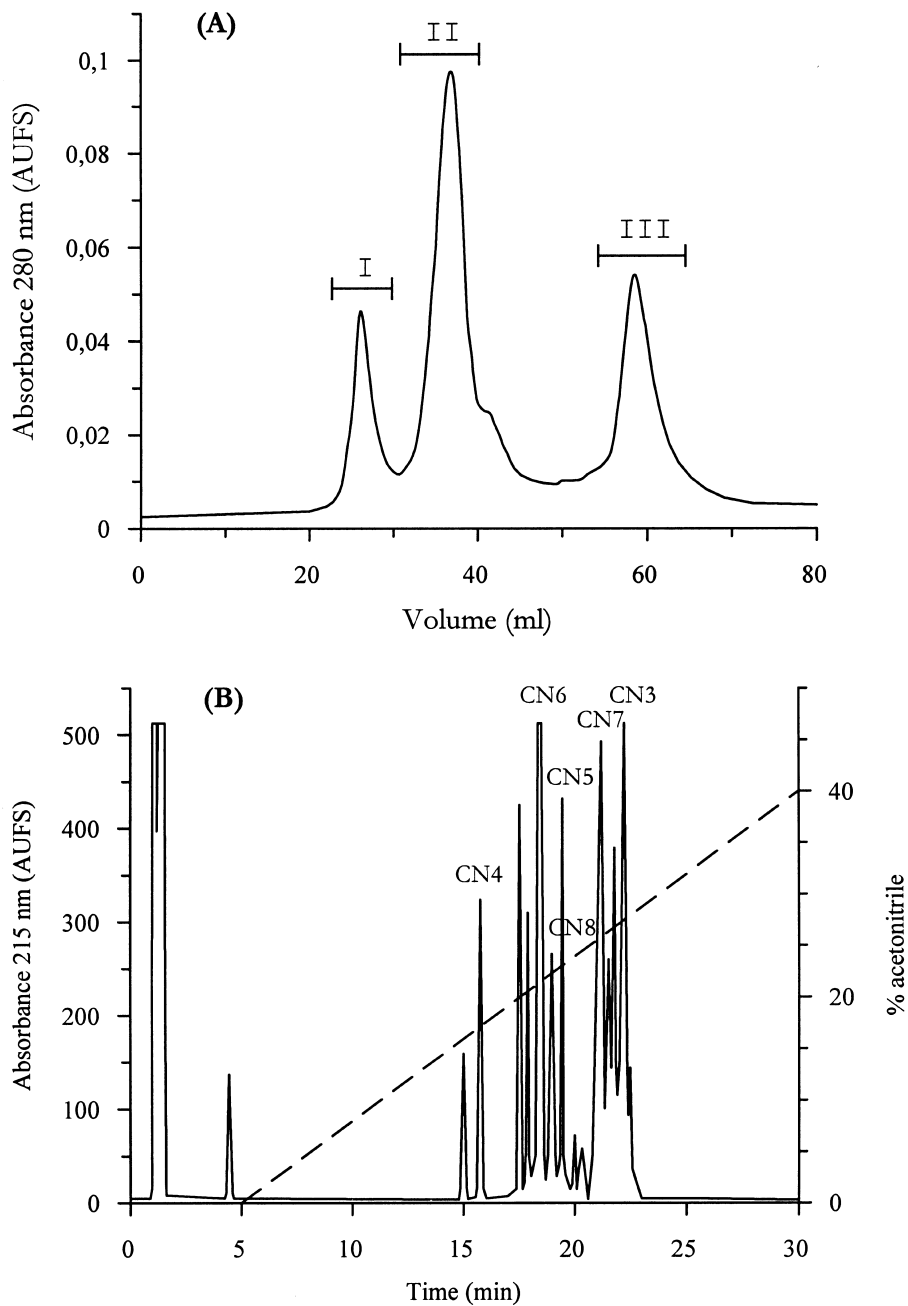 (A)
Absorbance 280 nm (AUFS)
0,1
0,08
0,06
0,04
0,02
0
I
II
III
0 20 40 60 80
Volume (ml)
(B)
Absorbance 215 nm (AUFS)
500
400
300
200
100
0
CN6 CN3
CN7
CN5
CN4
CN8
40
20
0
% acetonitrile
0 5 10 15 20 25 30
Time (min)